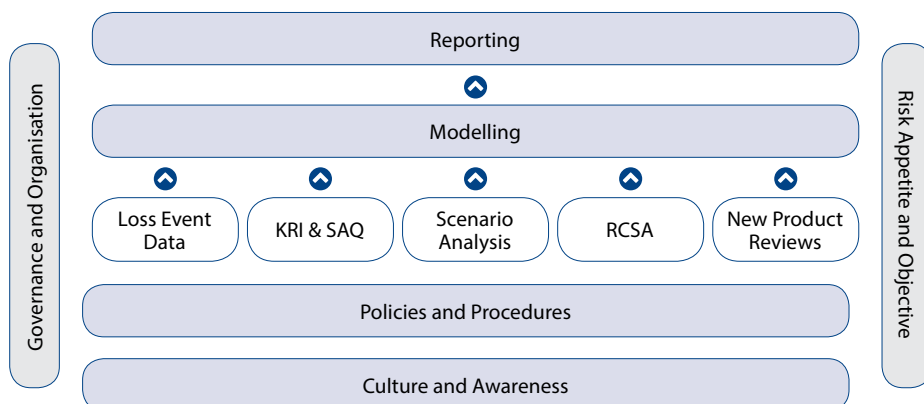 Governance and Organisation
Reporting
Modelling
Loss Event
Data
KRI & SAQ
Scenario
Analysis
RCSA
New Product
Reviews
Policies and Procedures
Culture and Awareness
Risk Appetite and Objective